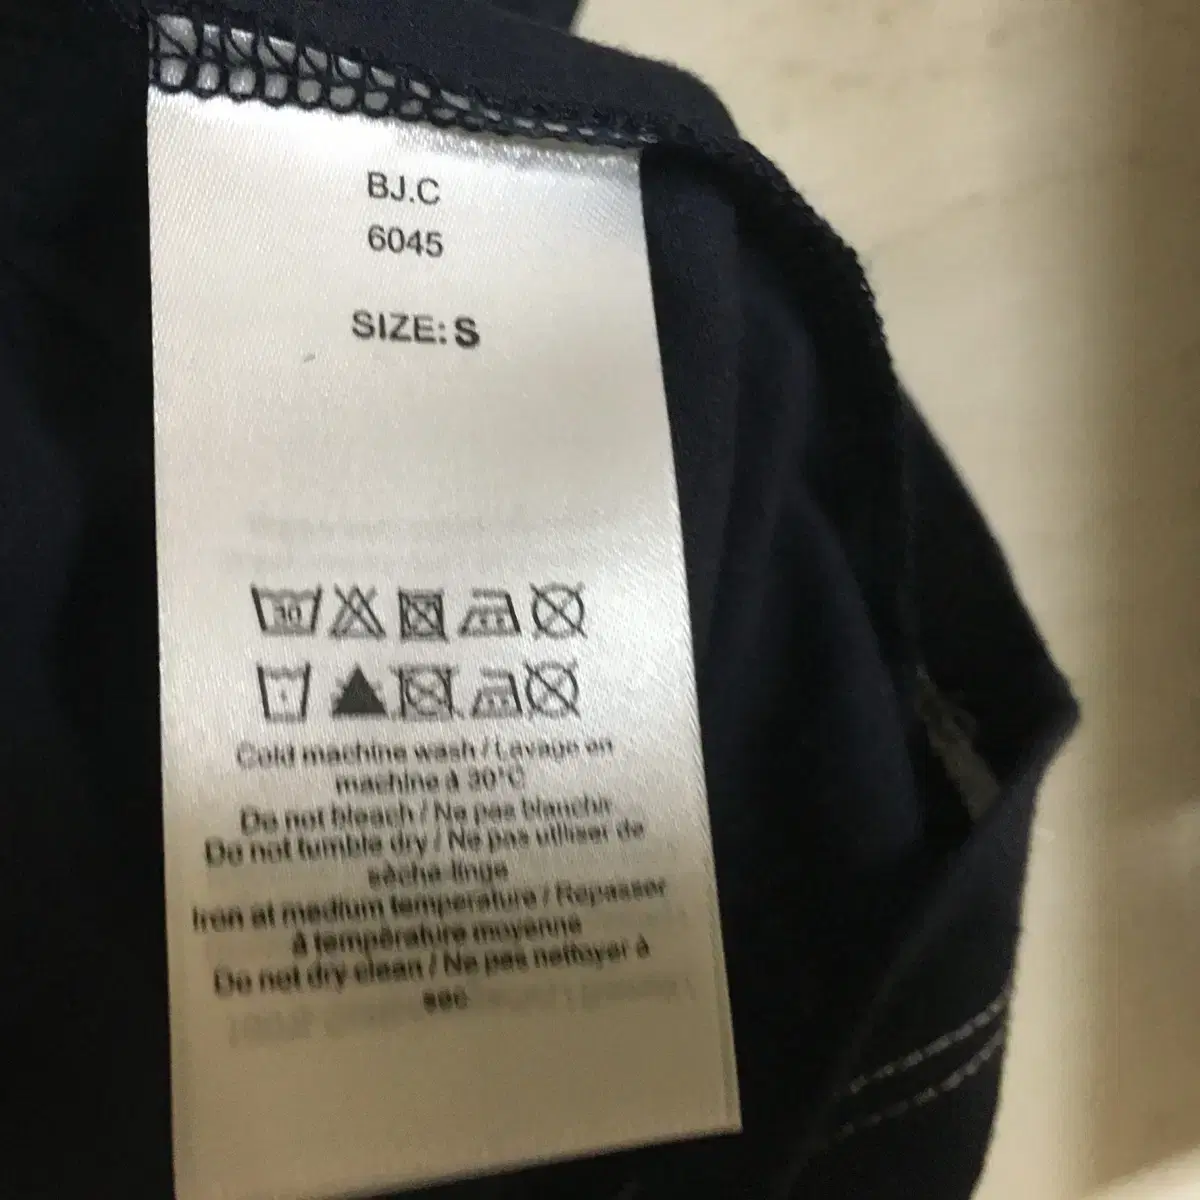 BJ.C
6045
SIZE: S
30
Cold machine wash / Lavage en
machine à 30°C
Do not bleach / Ne pas blanchir
Do not tumble dry / Ne pas utiliser de
sèche-linge
Iron at medium temperature / Repasser
à température moyenne
Do not dry clean / Ne pas nettoyer à
sec